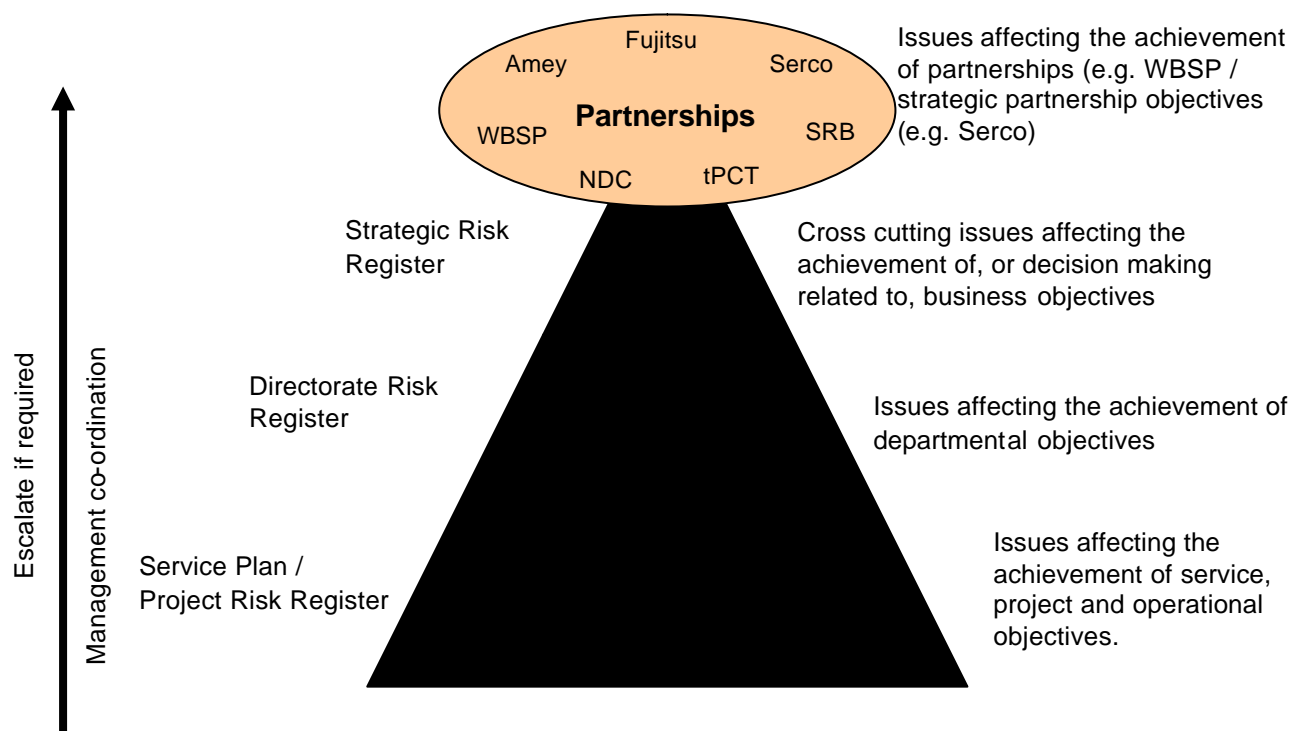 Fujitsu
Amey
Serco
Partnerships
WBSP
SRB
NDC
tPCT
Issues affecting the achievement
of partnerships (e.g. WBSP /
strategic partnership objectives
(e.g. Serco)
Strategic Risk
Register
Cross cutting issues affecting the
achievement of, or decision making
related to, business objectives
Directorate Risk
Register
Issues affecting the achievement of
departmental objectives
Service Plan /
Project Risk Register
Issues affecting the
achievement of service,
project and operational
objectives.
Escalate if required
Management co-ordination